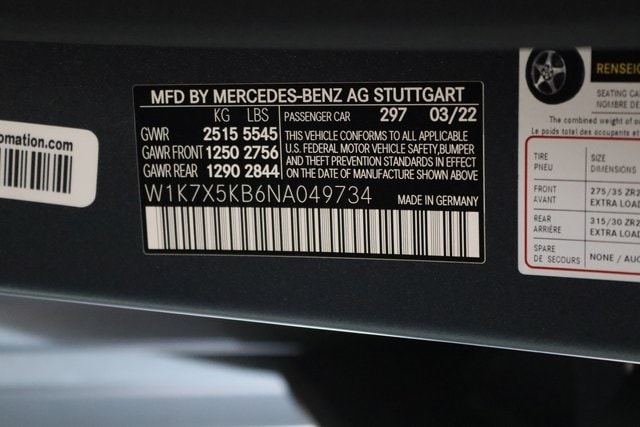 omation.com
MFD BY MERCEDES-BENZ AG STUTTGART
KG LBS PASSENGER CAR 297 03/22
GVWR 2515 5545
GAWR FRONT 1250 2756
GAWR REAR 1290 2844
THIS VEHICLE CONFORMS TO ALL APPLICABLE
U.S. FEDERAL MOTOR VEHICLE SAFETY,BUMPER
AND THEFT PREVENTION STANDARDS IN EFFECT
ON THE DATE OF MANUFACTURE SHOWN ABOVE.
W1K7X5KB6NA049734 MADE IN GERMANY
RENSEIG
SEATING CA
NOMBRE DE
The combined weight of
Le poids total des occupants
TIRE SIZE
PNEU DIMENSIONS
FRONT 275/35 ZR2
AVANT EXTRA LOAD
REAR 315/30 ZR2
ARRIÈRE EXTRA LOAD
SPARE
DE SECOURS NONE / AUC